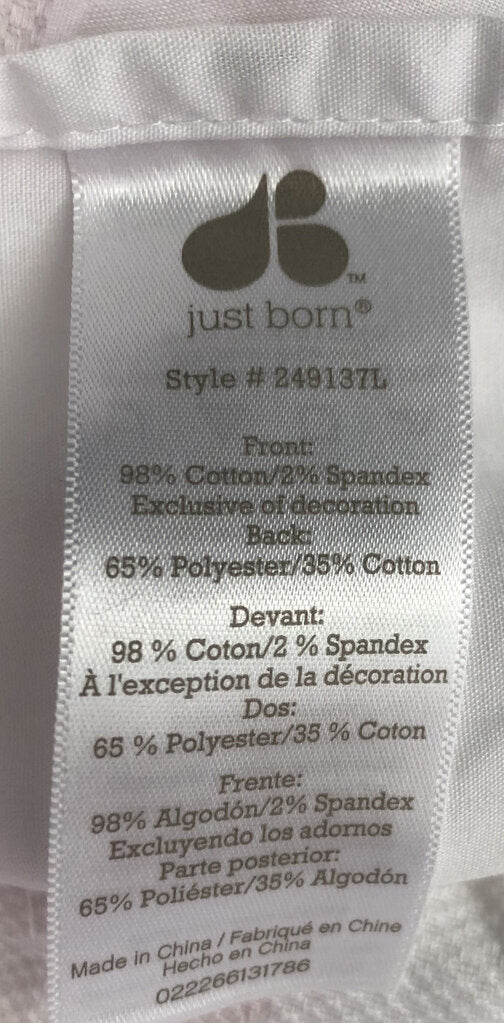 TM
just born®
Style # 249137L
Front:
98% Cotton/2% Spandex
Exclusive of decoration
Back:
65% Polyester/35% Cotton
Devant:
98 % Coton/2 % Spandex
À l'exception de la décoration
Dos:
65 % Polyester/35 % Coton
Frente:
98% Algodón/2% Spandex
Excluyendo los adornos
Parte posterior:
65% Poliéster/35% Algodón
Made in China / Fabriqué en Chine
Hecho en China
022266131786